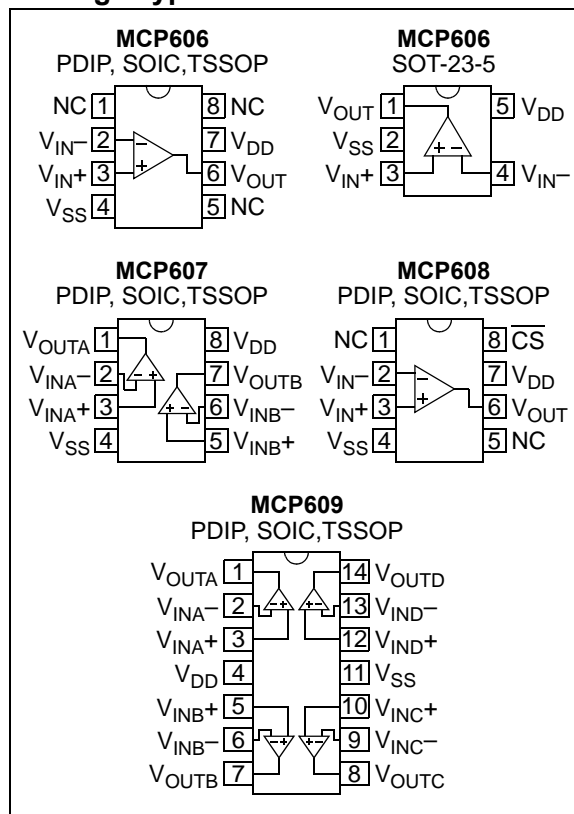 MCP606
PDIP, SOIC,TSSOP
NC 1
8 NC
VIN– 2
7 VDD
VIN+ 3
6 VOUT
VSS 4
5 NC
MCP606
SOT-23-5
VOUT 1
5 VDD
VSS 2
VIN+ 3
4 VIN–
MCP607
PDIP, SOIC,TSSOP
VOUTA 1
8 VDD
VINA– 2
7 VOUTB
VINA+ 3
6 VINB–
VSS 4
5 VINB+
MCP608
PDIP, SOIC,TSSOP
NC 1
8 CS
VIN– 2
7 VDD
VIN+ 3
6 VOUT
VSS 4
5 NC
MCP609
PDIP, SOIC,TSSOP
VOUTA 1
14 VOUTD
VINA– 2
13 VIND–
VINA+ 3
12 VIND+
VDD 4
11 VSS
VINB+ 5
10 VINC+
VINB– 6
9 VINC–
VOUTB 7
8 VOUTC